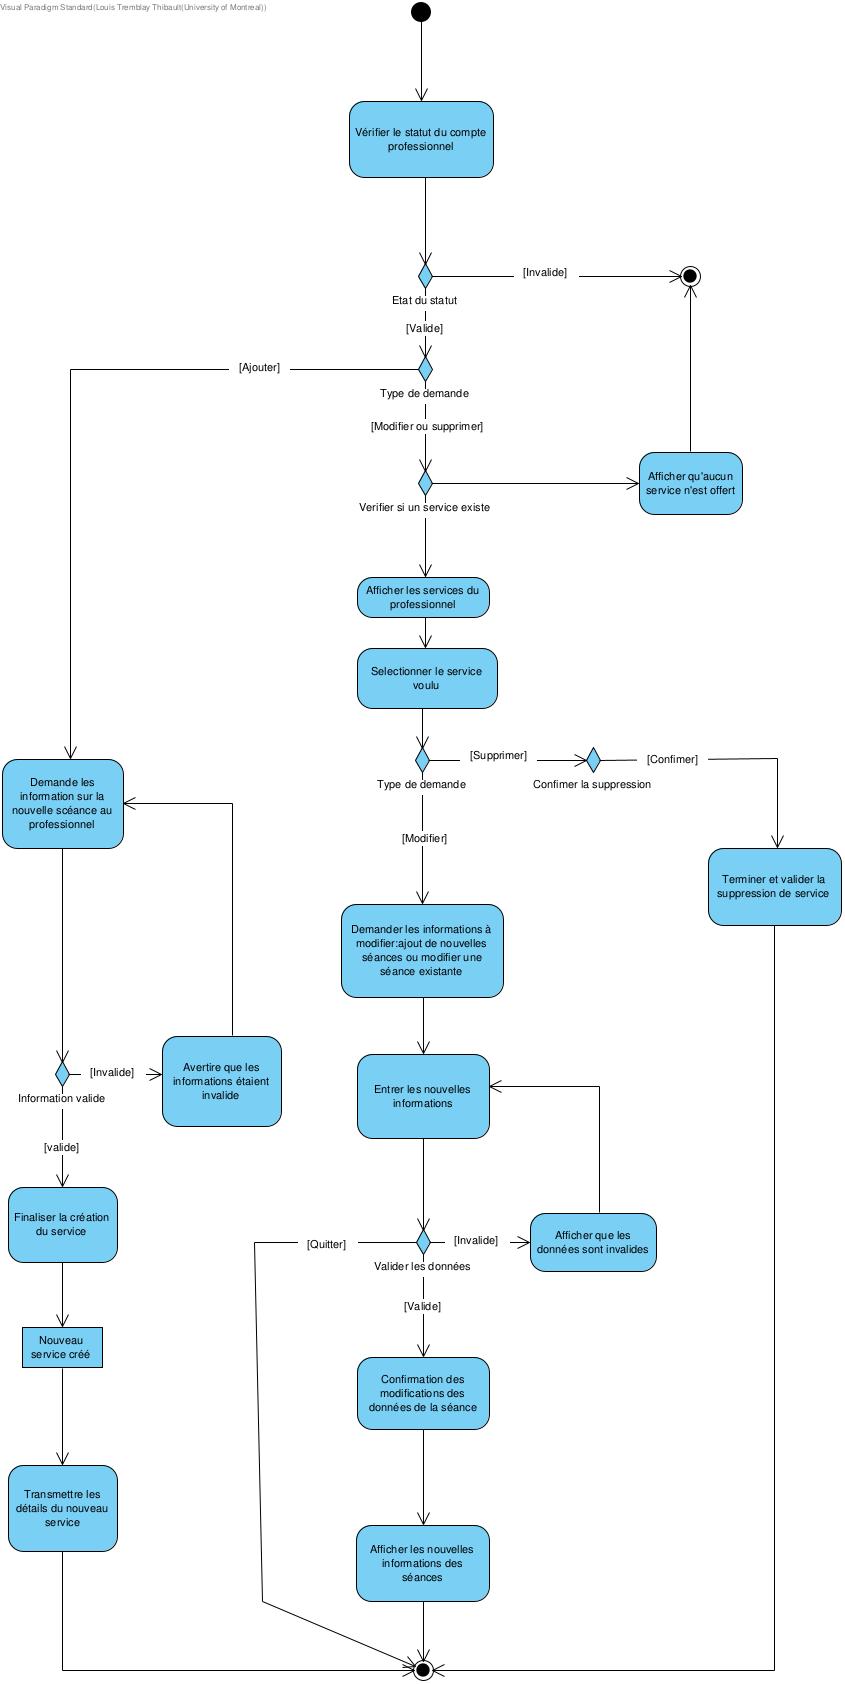 Visual Paradigm Standard(Louis Tremblay Thibault(University of Montreal))
Vérifier le statut du compte
professionnel
[Invalide]
Etat du statut
[Valide]
[Ajouter]
Type de demande
[Modifier ou supprimer]
Afficher qu'aucun
service n'est offert
Verifier si un service existe
Afficher les services du
professionnel
Selectionner le service
voulu
[Supprimer]
[Confimer]
Type de demande
Confimer la suppression
Demande les
information sur la
nouvelle scéance au
professionnel
[Modifier]
Terminer et valider la
suppression de service
Demander les informations à
modifier:ajout de nouvelles
séances ou modifier une
séance existante
[Invalide]
Avertire que les
informations étaient
invalide
Information valide
Entrer les nouvelles
informations
[valide]
Finaliser la création
du service
[Quitter]
[Invalide]
Afficher que les
données sont invalides
Valider les données
[Valide]
Nouveau
service créé
Confirmation des
modifications des
données de la séance
Transmettre les
détails du nouveau
service
Afficher les nouvelles
informations des
séances